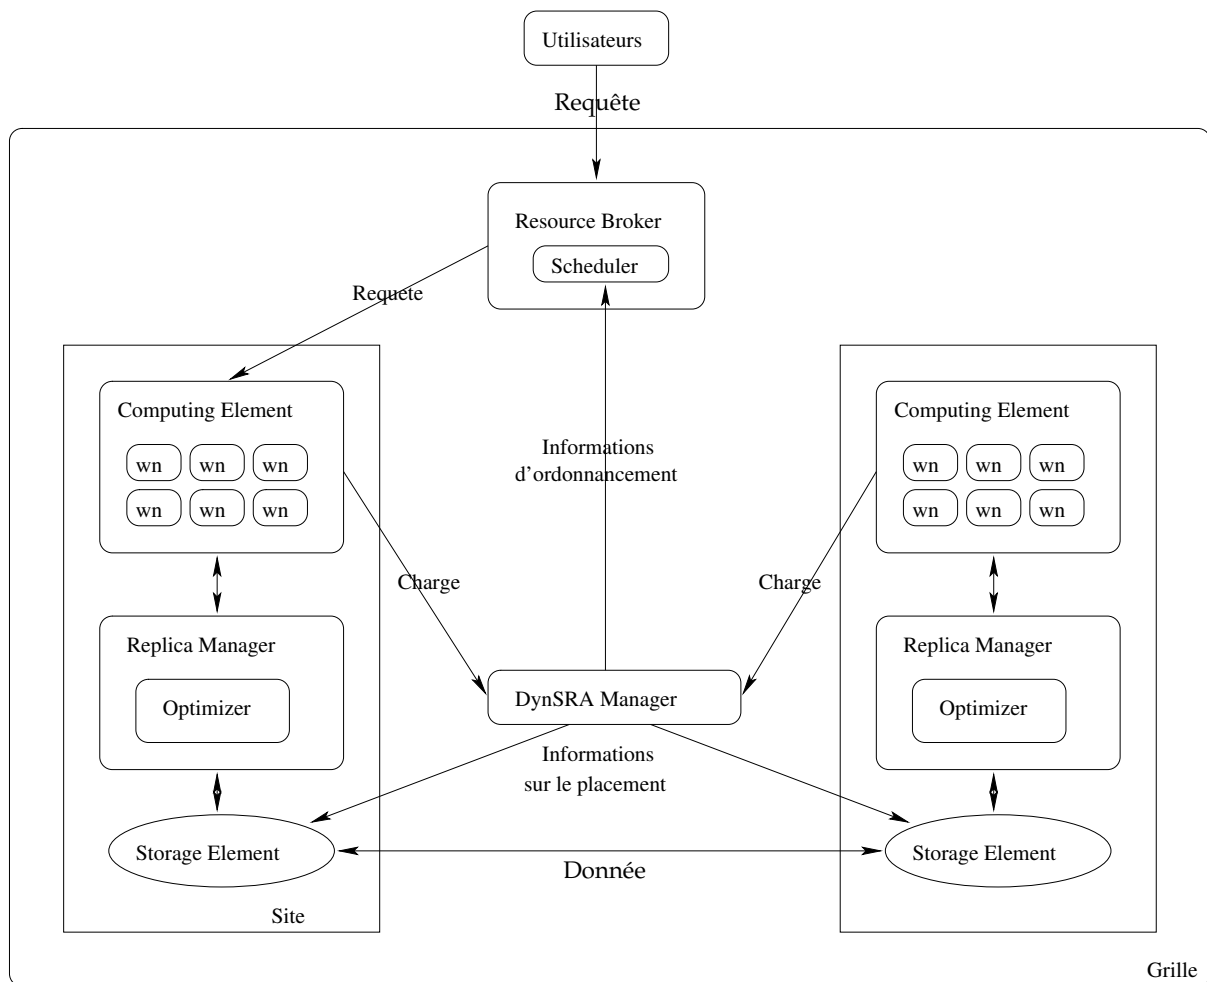 Utilisateurs
Requête
Resource Broker
Scheduler
Requete
Computing Element
wn wn wn
wn wn wn
Computing Element
wn wn wn
wn wn wn
Informations
d'ordonnancement
Charge
Charge
Replica Manager
Optimizer
Replica Manager
Optimizer
DynSRA Manager
Informations
sur le placement
Storage Element
Storage Element
Donnée
Site
Grille